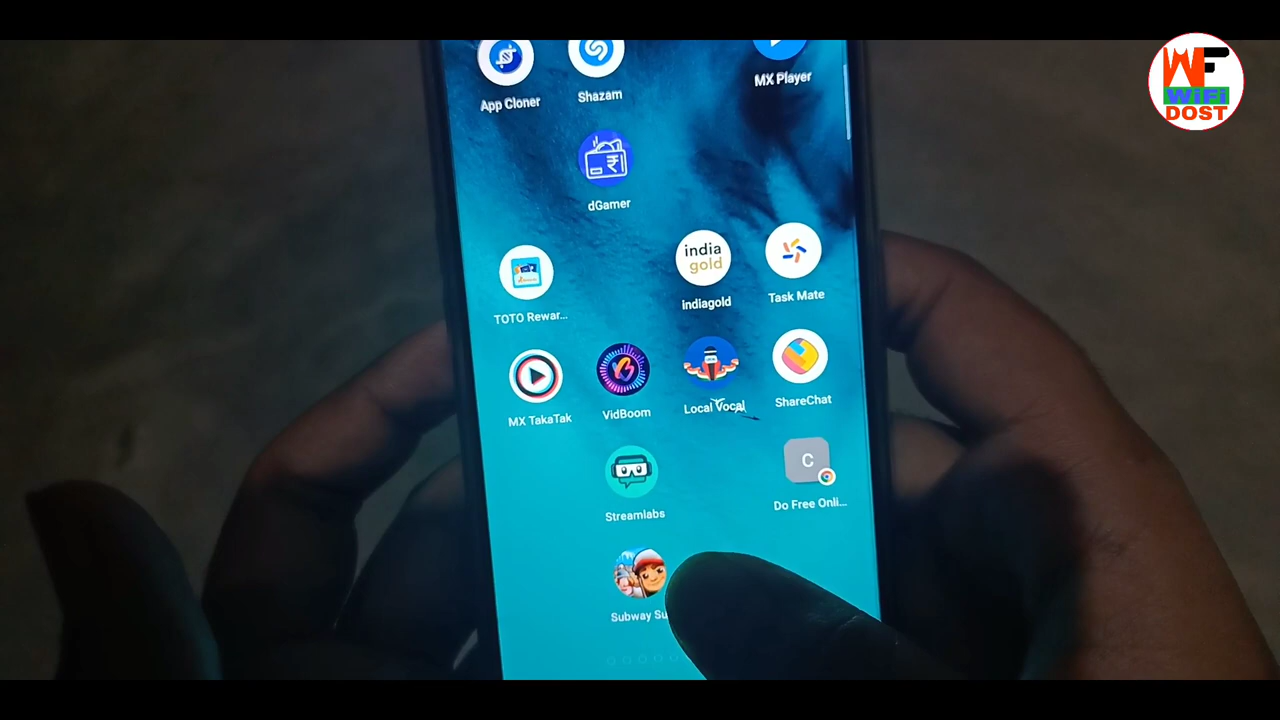 WF
WiFi
DOST
App Cloner
Shazam
MX Player
dGamer
india
gold
TOTO Rewar...
indiagold
Task Mate
MX TakaTak
VidBoom
Local Vocal
ShareChat
C
Streamlabs
Do Free Onli...
Subway Su